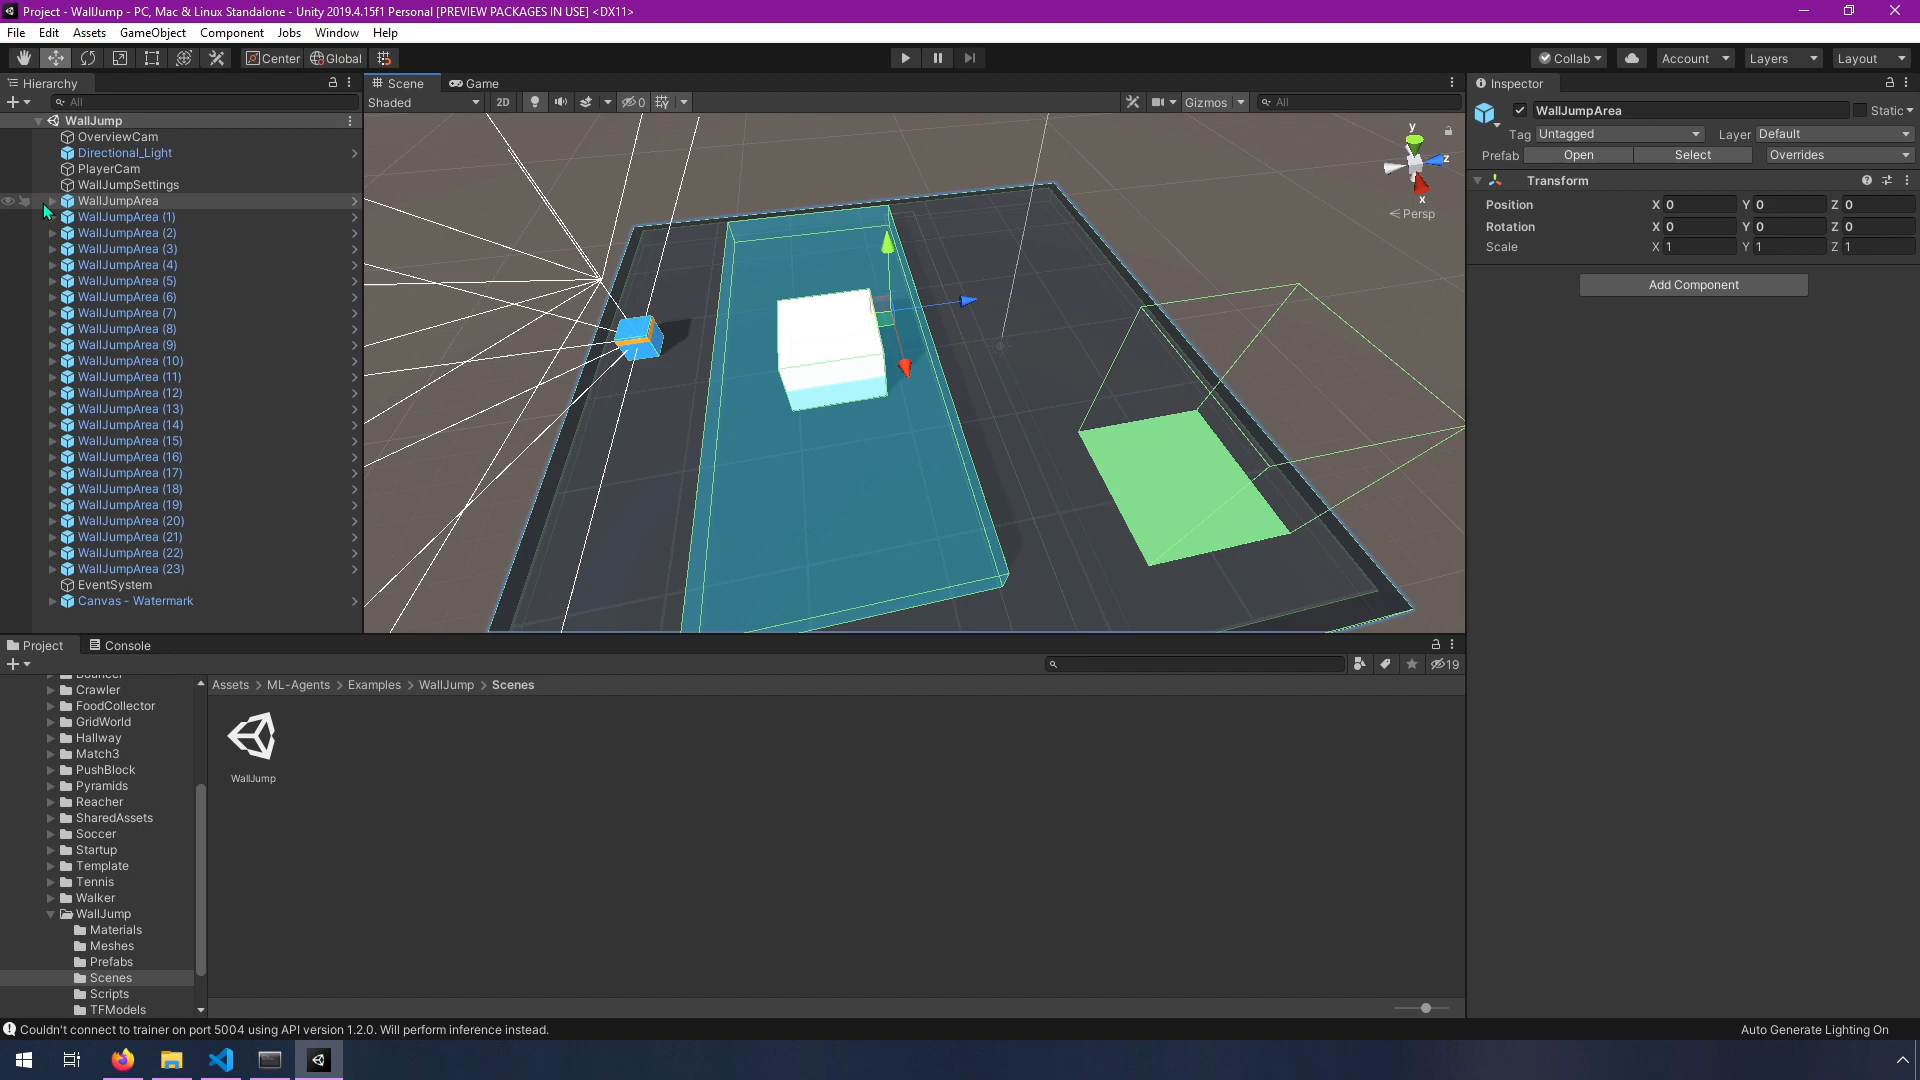 Project - WallJump - PC, Mac & Linux Standalone - Unity 2019.4.15f1 Personal [PREVIEW PACKAGES IN USE] <DX11>
File Edit Assets GameObject Component Jobs Window Help
Center Global Collab Account Layers Layout
Hierarchy
All
WallJump
OverviewCam
Directional_Light
PlayerCam
WallJumpSettings
WallJumpArea
WallJumpArea (1)
WallJumpArea (2)
WallJumpArea (3)
WallJumpArea (4)
WallJumpArea (5)
WallJumpArea (6)
WallJumpArea (7)
WallJumpArea (8)
WallJumpArea (9)
WallJumpArea (10)
WallJumpArea (11)
WallJumpArea (12)
WallJumpArea (13)
WallJumpArea (14)
WallJumpArea (15)
WallJumpArea (16)
WallJumpArea (17)
WallJumpArea (18)
WallJumpArea (19)
WallJumpArea (20)
WallJumpArea (21)
WallJumpArea (22)
WallJumpArea (23)
EventSystem
Canvas - Watermark
Scene Game
Shaded 2D 0 Gizmos All
y
z
x
Persp
Inspector
WallJumpArea Static
Tag Untagged Layer Default
Prefab Open Select Overrides
Transform
Position X 0 Y 0 Z 0
Rotation X 0 Y 0 Z 0
Scale X 1 Y 1 Z 1
Add Component
Project Console
19
Bouncer
Crawler
FoodCollector
GridWorld
Hallway
Match3
PushBlock
Pyramids
Reacher
SharedAssets
Soccer
Startup
Template
Tennis
Walker
WallJump
Materials
Meshes
Prefabs
Scenes
Scripts
TFModels
Assets > ML-Agents > Examples > WallJump > Scenes
WallJump
Couldn't connect to trainer on port 5004 using API version 1.2.0. Will perform inference instead.
Auto Generate Lighting On